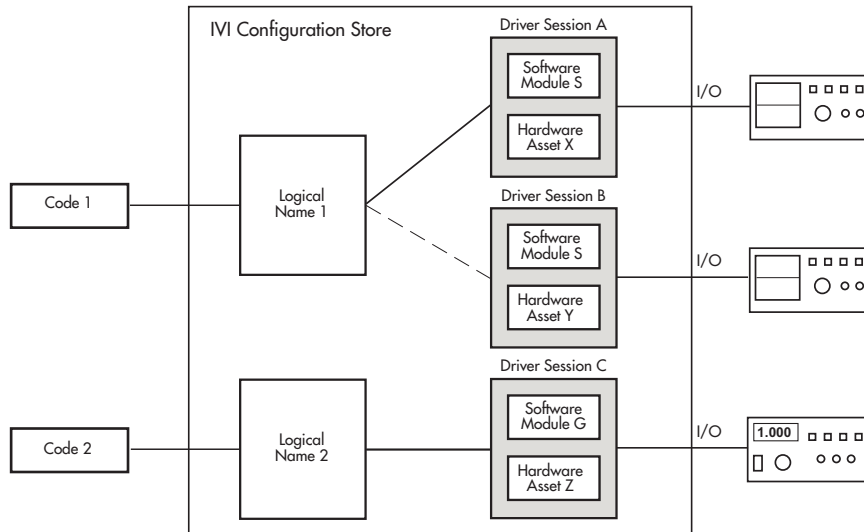 IVI Configuration Store
Driver Session A
Software
Module S
Hardware
Asset X
I/O
Code 1
Logical
Name 1
Driver Session B
Software
Module S
Hardware
Asset Y
I/O
Driver Session C
Software
Module G
Hardware
Asset Z
I/O
1.000
Code 2
Logical
Name 2